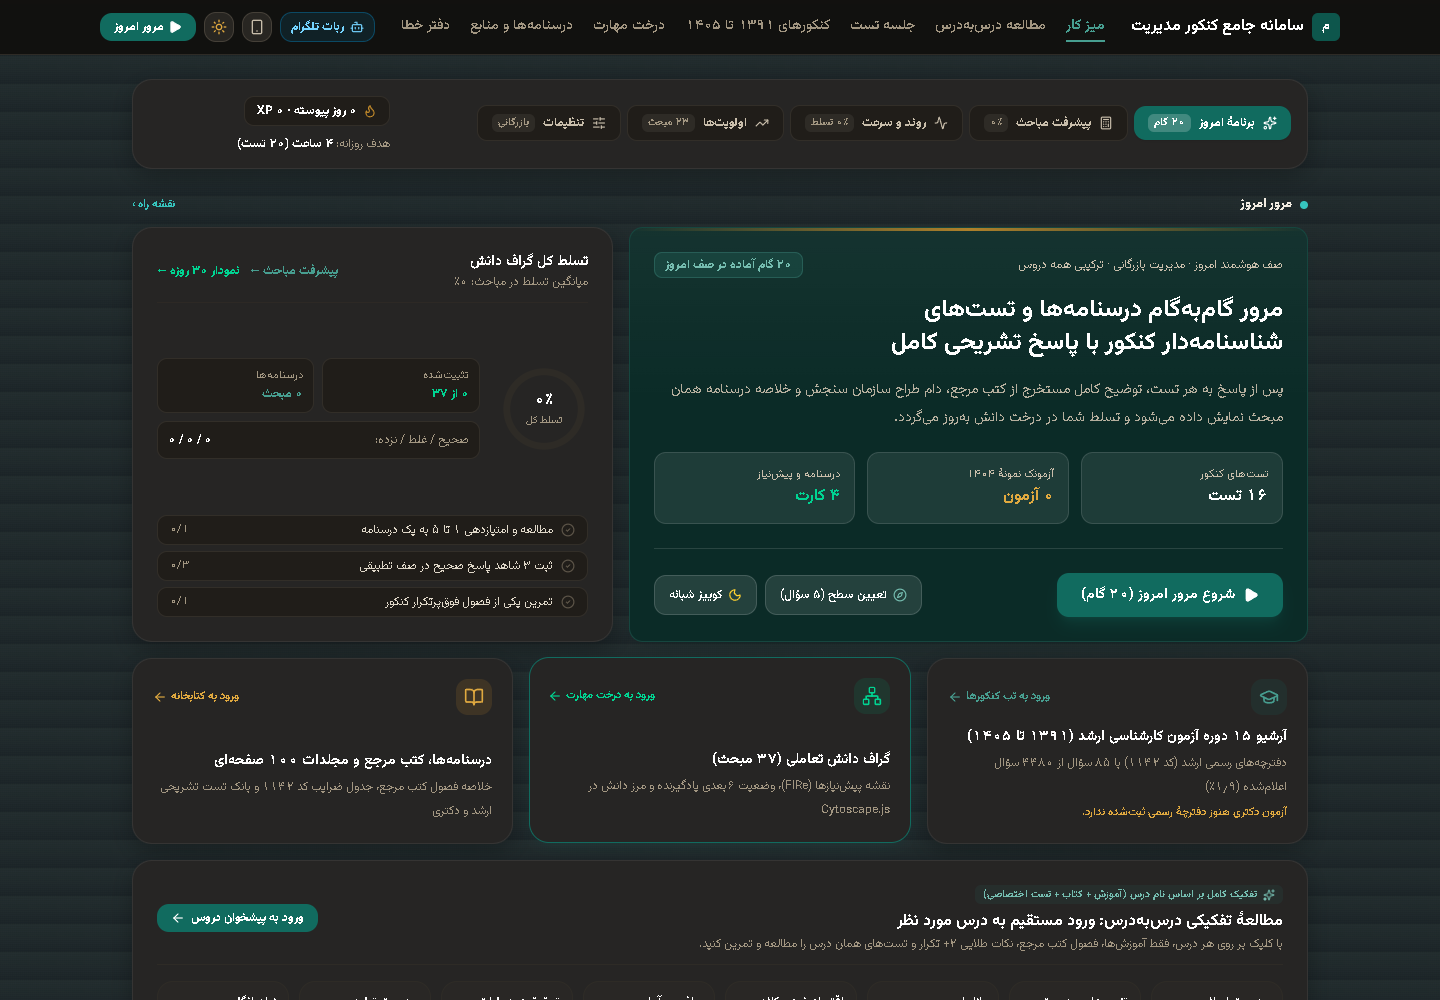 سامانه جامع کنکور مدیریت
میز کار
مطالعه درس‌به‌درس
جلسه تست
کنکورهای ۱۳۹۱ تا ۱۴۰۵
درخت مهارت
درسنامه‌ها و منابع
دفتر خطا
ربات تلگرام
مرور امروز
برنامهٔ امروز
۲۰ گام
پیشرفت مباحث
۰٪
روند و سرعت
۰٪ تسلط
اولویت‌ها
۲۳ مبحث
تنظیمات
بازرگانی
۰ روز پیوسته · ۰ XP
هدف روزانه: ۴ ساعت (۲۰ تست)
مرور امروز
نقشه راه ‹
صف هوشمند امروز · مدیریت بازرگانی · ترکیبی همه دروس
۲۰ گام آماده در صف امروز
مرور گام‌به‌گام درسنامه‌ها و تست‌های
شناسنامه‌دار کنکور با پاسخ تشریحی کامل
پس از پاسخ به هر تست، توضیح کامل مستخرج از کتب مرجع، دام طراح سازمان سنجش و خلاصه درسنامه همان
مبحث نمایش داده می‌شود و تسلط شما در درخت دانش به‌روز می‌گردد.
تست‌های کنکور
۱۶ تست
آزمونک نمونهٔ ۱۴۰۴
۰ آزمون
درسنامه و پیش‌نیاز
۴ کارت
شروع مرور امروز (۲۰ گام)
تعیین سطح (۵ سؤال)
کوییز شبانه
تسلط کل گراف دانش
میانگین تسلط در مباحث: ۰٪
پیشرفت مباحث ←
نمودار ۳۰ روزه ←
۰٪
تسلط کل
تثبیت‌شده
۰ از ۳۷
درسنامه‌ها
۰ مبحث
صحیح / غلط / نزده:
۰ / ۰ / ۰
مطالعه و امتیازدهی ۱ تا ۵ به یک درسنامه
۰/۱
ثبت ۳ شاهد پاسخ صحیح در صف تطبیقی
۰/۳
تمرین یکی از فصول فوق‌پرتکرار کنکور
۰/۱
ورود به تب کنکورها ←
آرشیو ۱۵ دوره آزمون کارشناسی ارشد (۱۳۹۱ تا ۱۴۰۵)
دفترچه‌های رسمی ارشد (کد ۱۱۴۲) با ۸۵ سؤال از ۴۴۸۰ سؤال
اعلام‌شده (۱٫۹٪)
آزمون دکتری هنوز دفترچهٔ رسمی ثبت‌شده ندارد.
ورود به درخت مهارت ←
گراف دانش تعاملی (۳۷ مبحث)
نقشه پیش‌نیازها (FIRe)، وضعیت ۶ بعدی یادگیرنده و مرز دانش در
Cytoscape.js
ورود به کتابخانه ←
درسنامه‌ها، کتب مرجع و مجلدات ۱۰۰ صفحه‌ای
خلاصه فصول کتب مرجع، جدول ضرایب کد ۱۱۴۲ و بانک تست تشریحی
ارشد و دکتری
تفکیک کامل بر اساس نام درس (آموزش + کتاب + تست اختصاصی)
مطالعهٔ تفکیکی درس‌به‌درس: ورود مستقیم به درس مورد نظر
با کلیک بر روی هر درس، فقط آموزش‌ها، فصول کتب مرجع، نکات طلایی ۲+ تکرار و تست‌های همان درس را مطالعه و تمرین کنید.
ورود به پیشخوان دروس ←